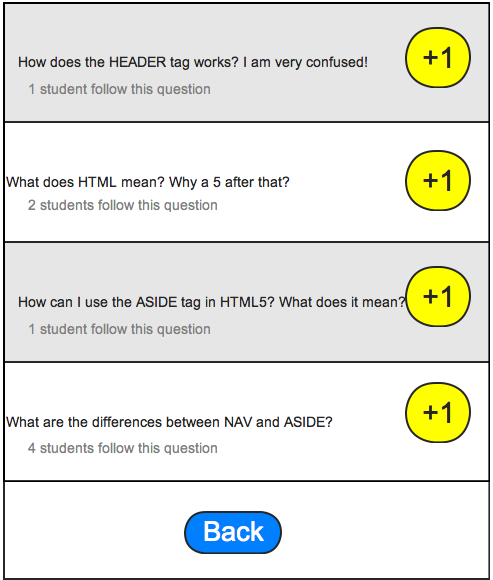 How does the HEADER tag works? I am very confused!
+1
1 student follow this question
What does HTML mean? Why a 5 after that?
+1
2 students follow this question
How can I use the ASIDE tag in HTML5? What does it mean?
+1
1 student follow this question
What are the differences between NAV and ASIDE?
+1
4 students follow this question
Back